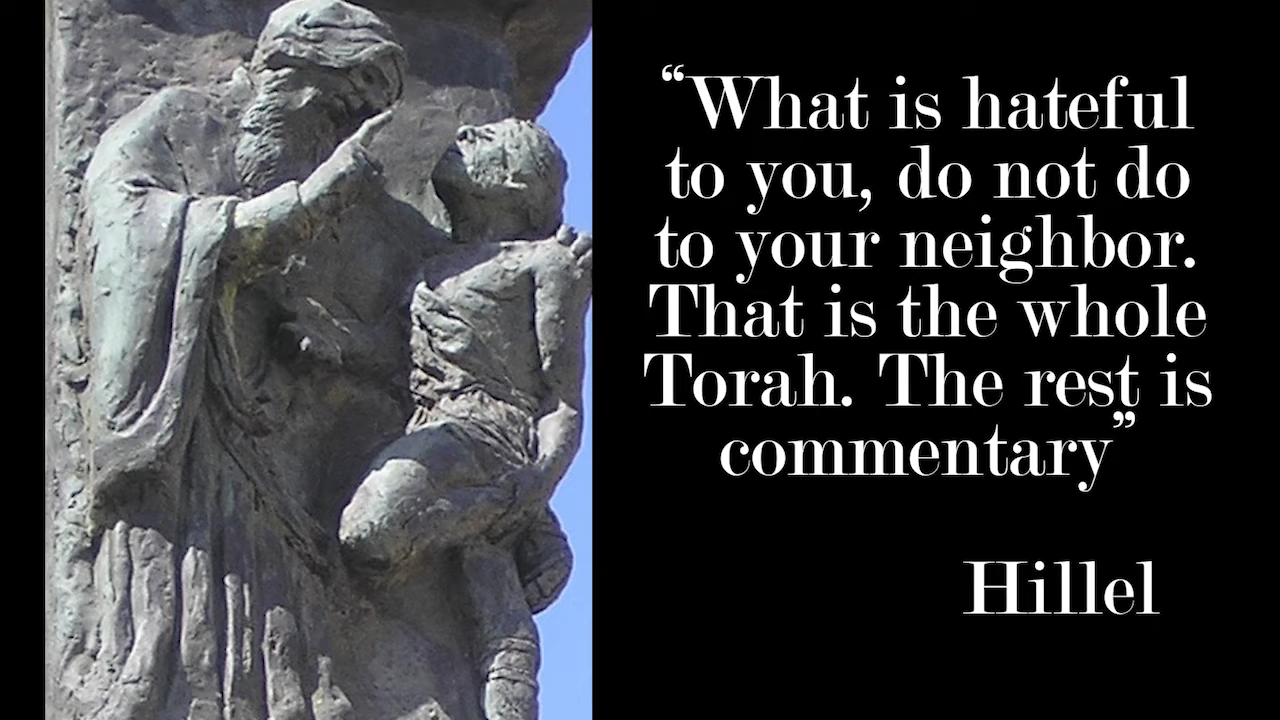 “What is hateful
to you, do not do
to your neighbor.
That is the whole
Torah. The rest is
commentary”
Hillel